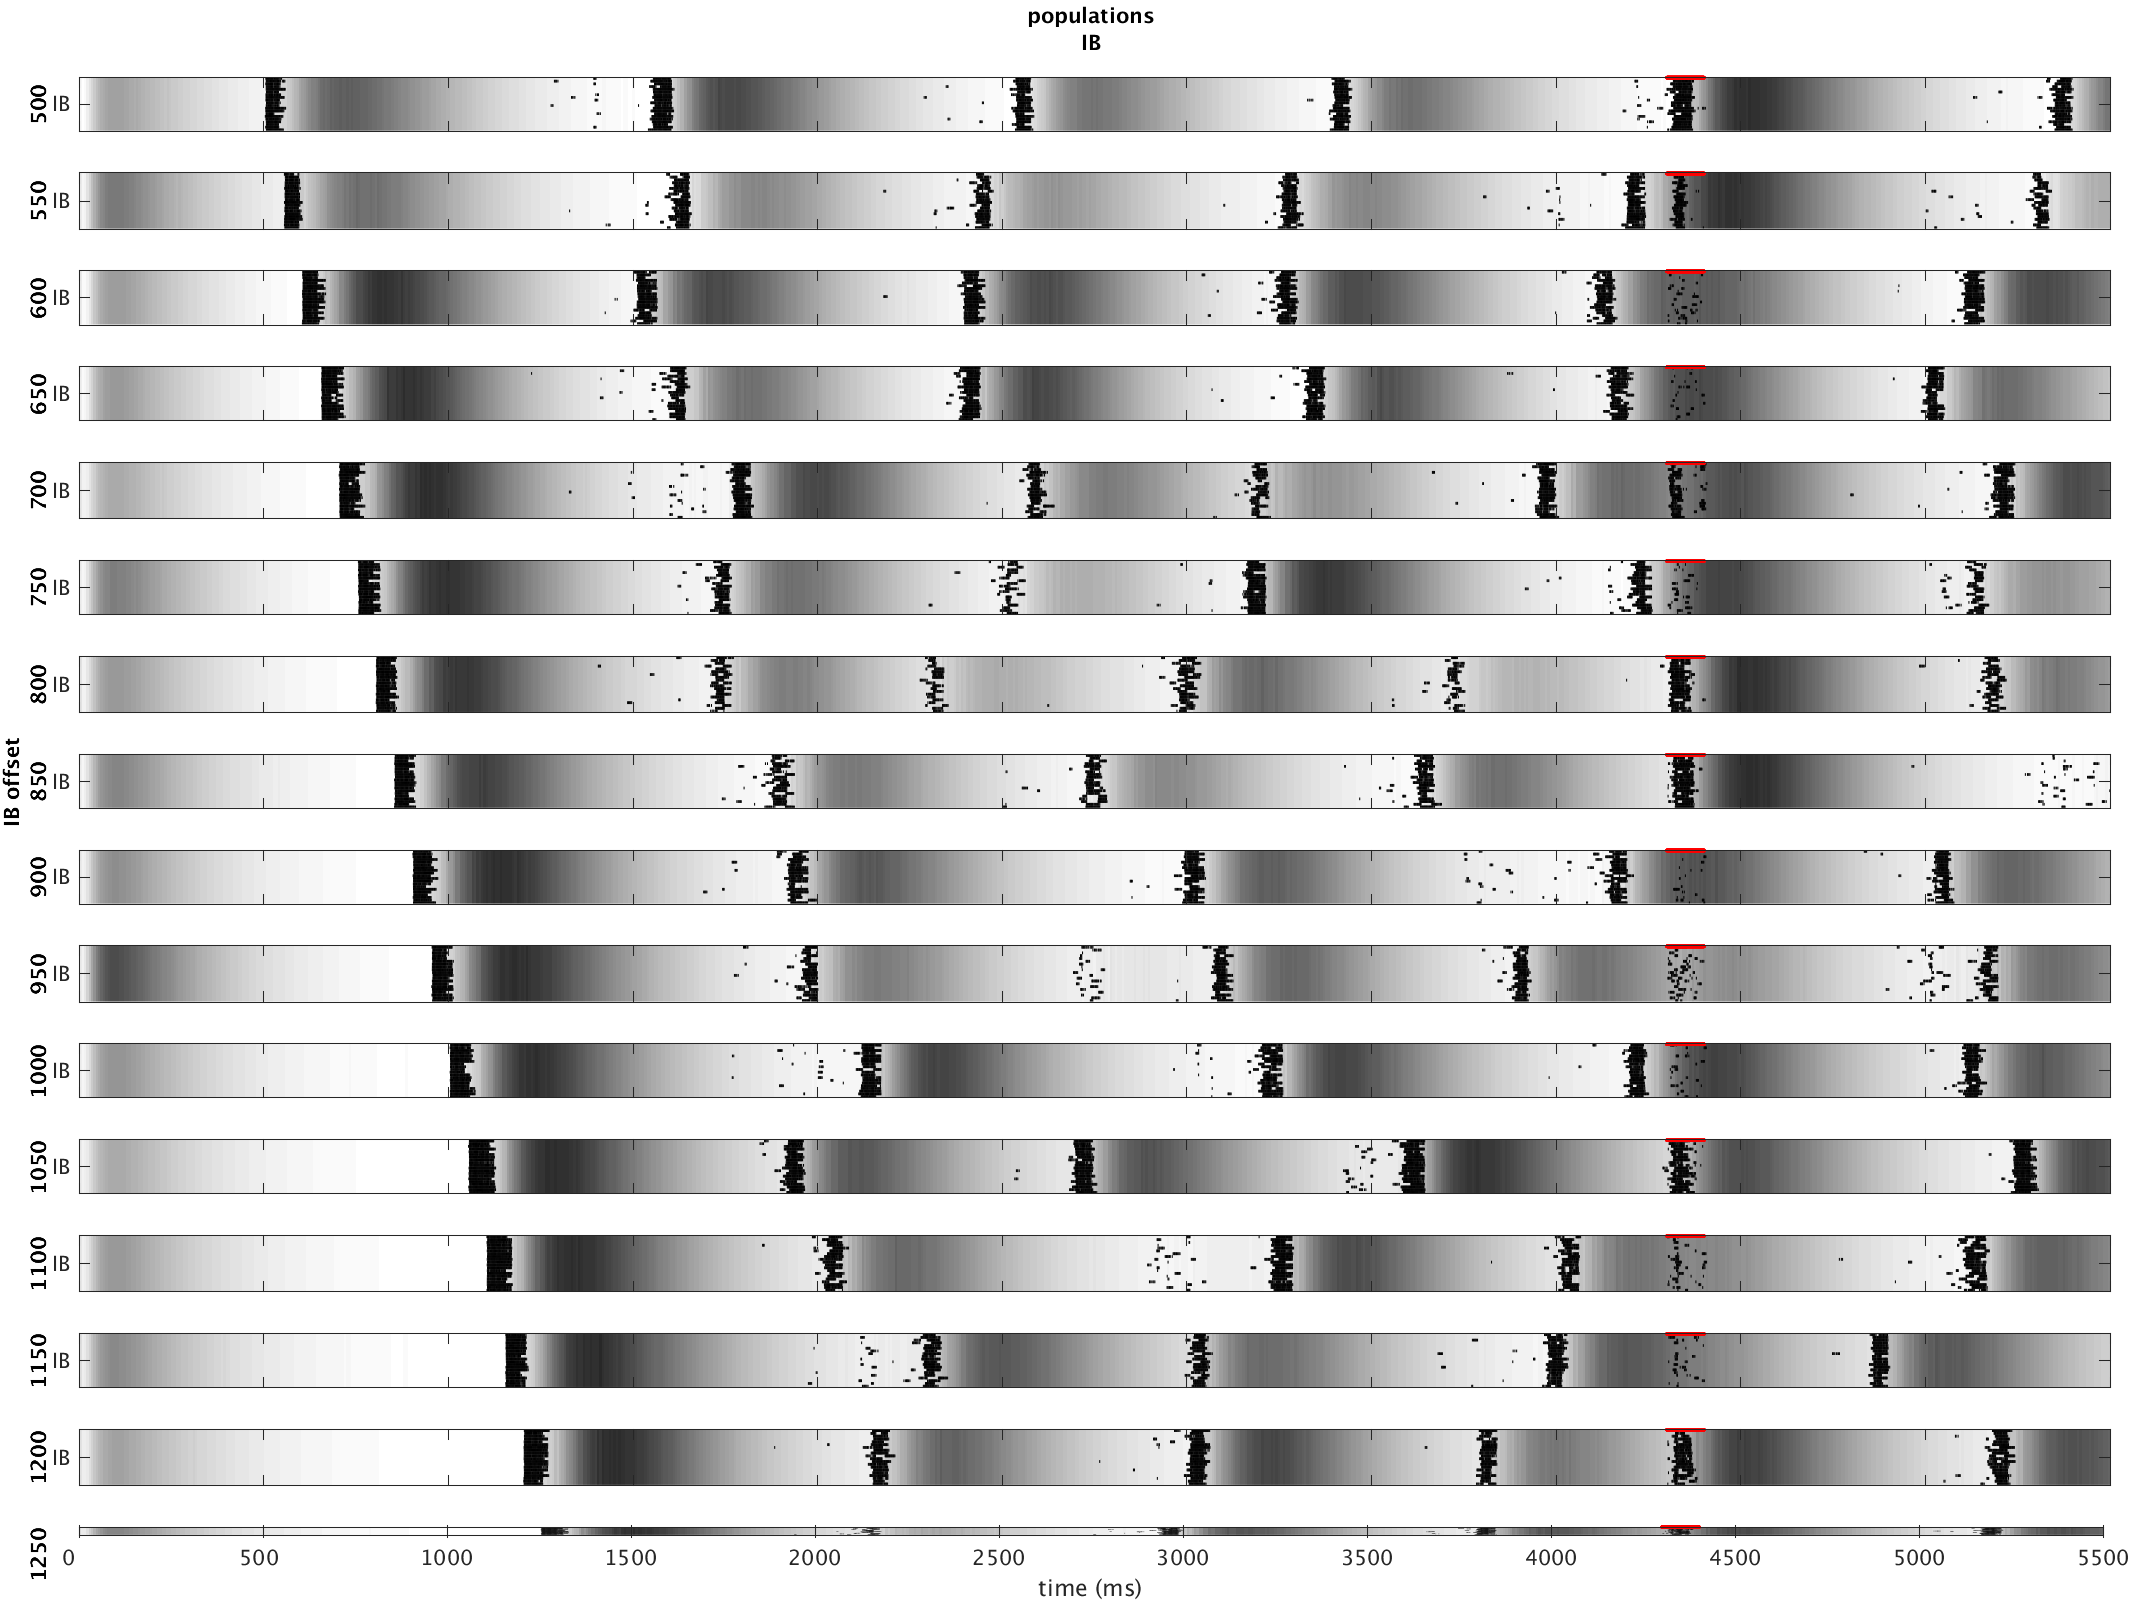 populations
IB
IB offset
500 IB
550 IB
600 IB
650 IB
700 IB
750 IB
800 IB
850 IB
900 IB
950 IB
1000 IB
1050 IB
1100 IB
1150 IB
1200 IB
1250
0 500 1000 1500 2000 2500 3000 3500 4000 4500 5000 5500
time (ms)